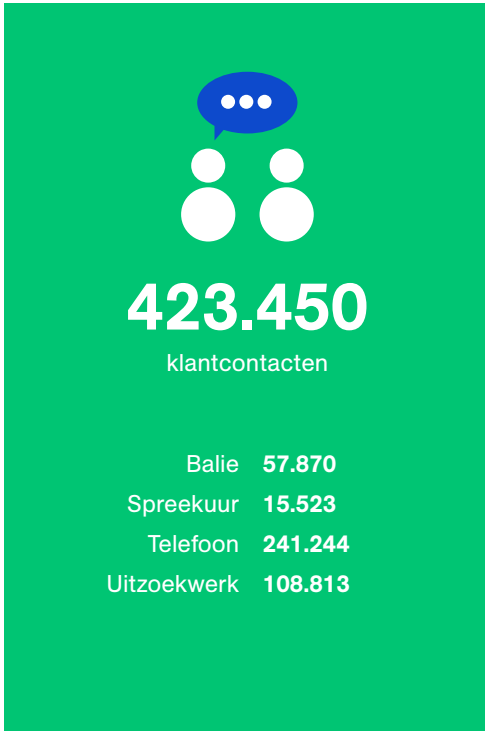 423.450
klantcontacten
Balie 57.870
Spreekuur 15.523
Telefoon 241.244
Uitzoekwerk 108.813